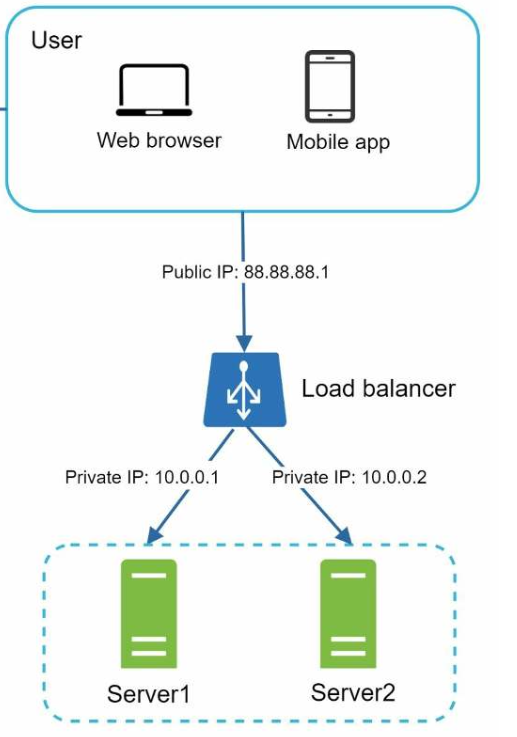 User
Web browser
Mobile app
Public IP: 88.88.88.1
Load balancer
Private IP: 10.0.0.1
Private IP: 10.0.0.2
Server1
Server2